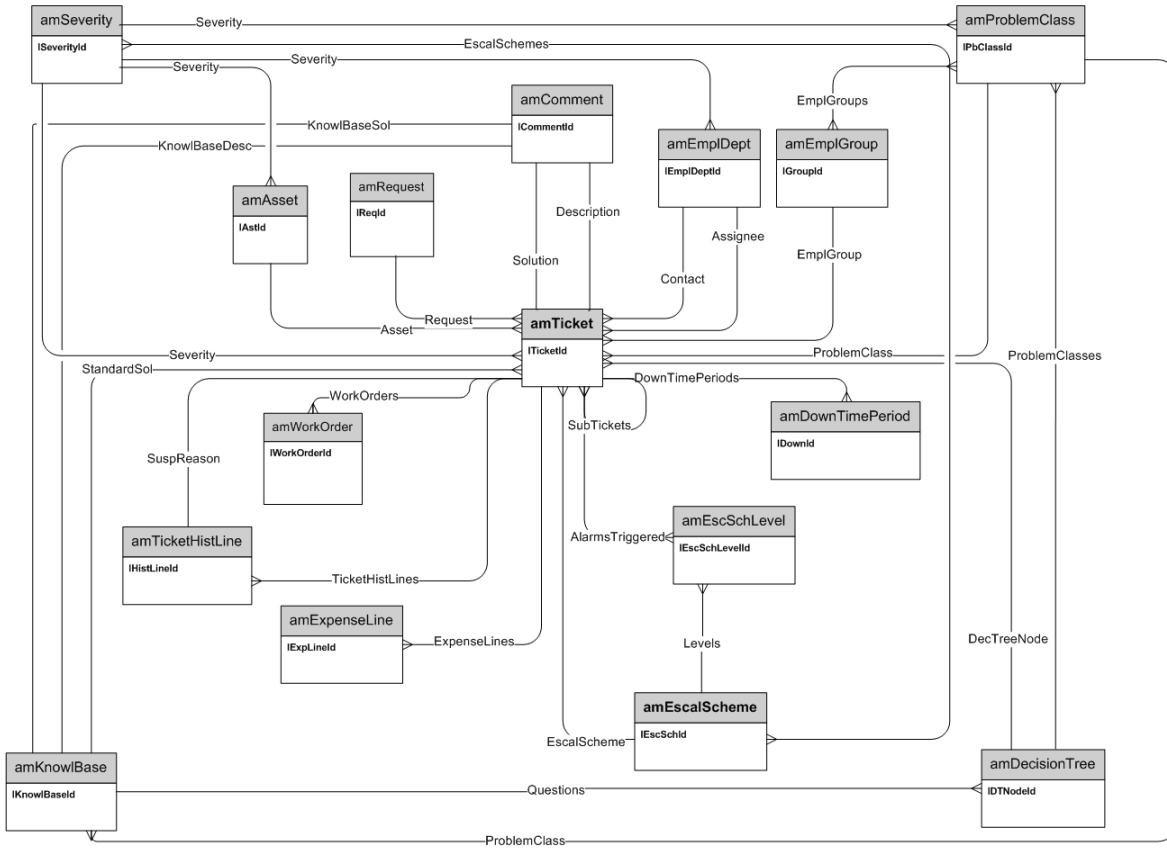 amSeverity
lSeverityId
Severity
amProblemClass
lPbClassId
EscalSchemes
Severity
Severity
amComment
lCommentId
EmplGroups
KnowlBaseSol
KnowlBaseDesc
amEmplDept
lEmplDeptId
amEmplGroup
lGroupId
amRequest
lReqId
amAsset
lAstId
Description
Assignee
Solution
EmplGroup
Contact
Request
Asset
amTicket
lTicketId
Severity
ProblemClass
ProblemClasses
StandardSol
DownTimePeriods
WorkOrders
amDownTimePeriod
lDownId
amWorkOrder
lWorkOrderId
SubTickets
SuspReason
amEscSchLevel
lEscSchLevelId
amTicketHistLine
lHistLineId
AlarmsTriggered
TicketHistLines
amExpenseLine
lExpLineId
ExpenseLines
Levels
DecTreeNode
amEscalScheme
lEscSchId
EscalScheme
amKnowlBase
lKnowlBaseId
amDecisionTree
lDTNodeId
Questions
ProblemClass